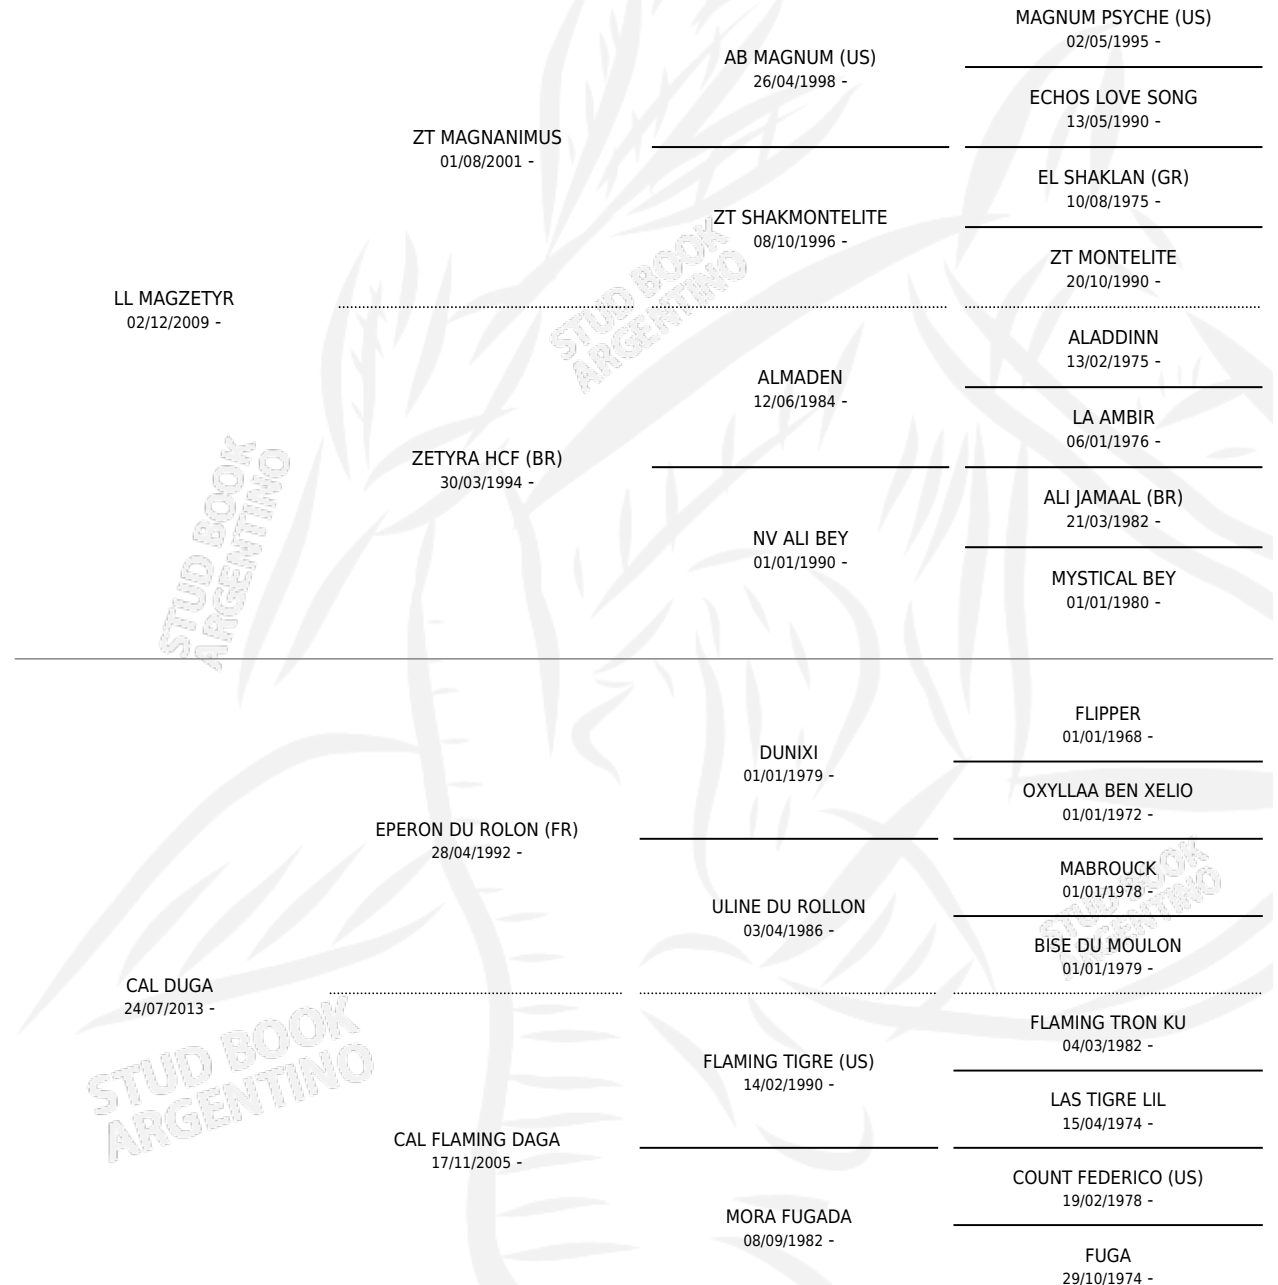 MAGNUM PSYCHE (US)
02/05/1995 -
AB MAGNUM (US)
26/04/1998 -
ECHOS LOVE SONG
13/05/1990 -
ZT MAGNANIMUS
01/08/2001 -
EL SHAKLAN (GR)
10/08/1975 -
ZT SHAKMONTELITE
08/10/1996 -
ZT MONTELITE
20/10/1990 -
LL MAGZETYR
02/12/2009 -
STUD BOOK
ARGENTINO
ALADDINN
13/02/1975 -
ALMADEN
12/06/1984 -
LA AMBIR
06/01/1976 -
ZETYRA HCF (BR)
30/03/1994 -
ALI JAMAAL (BR)
21/03/1982 -
NV ALI BEY
01/01/1990 -
MYSTICAL BEY
01/01/1980 -
STUD BOOK
ARGENTINO
FLIPPER
01/01/1968 -
DUNIXI
01/01/1979 -
OXYLLAA BEN XELIO
01/01/1972 -
EPERON DU ROLON (FR)
28/04/1992 -
MABROUCK
01/01/1978 -
ULINE DU ROLLON
03/04/1986 -
BISE DU MOULON
01/01/1979 -
STUD BOOK
ARGENTINO
CAL DUGA
24/07/2013 -
STUD BOOK
ARGENTINO
FLAMING TRON KU
04/03/1982 -
FLAMING TIGRE (US)
14/02/1990 -
LAS TIGRE LIL
15/04/1974 -
CAL FLAMING DAGA
17/11/2005 -
COUNT FEDERICO (US)
19/02/1978 -
MORA FUGADA
08/09/1982 -
FUGA
29/10/1974 -